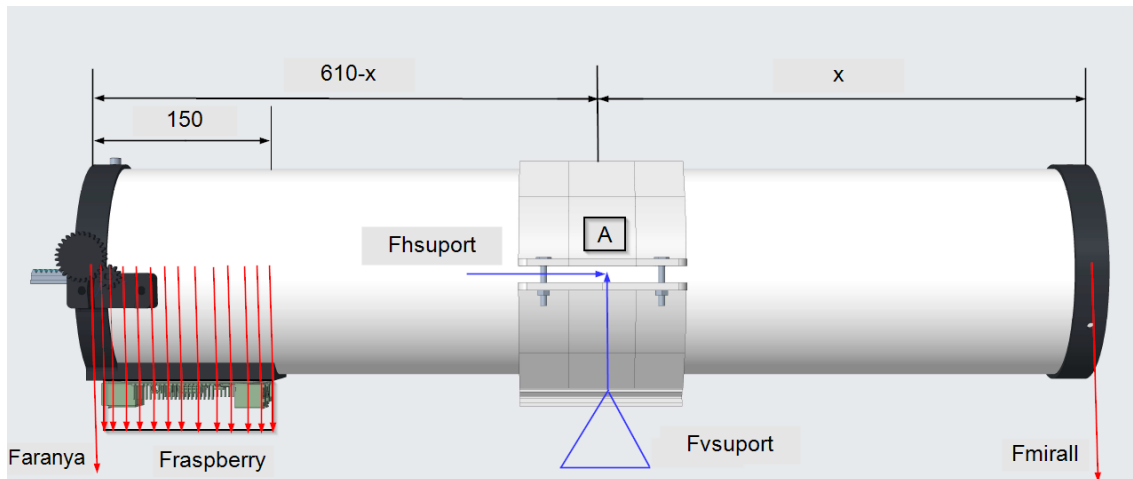 610-x
x
150
Fhsuport
A
Faranya
Fraspberry
Fvsuport
Fmirall